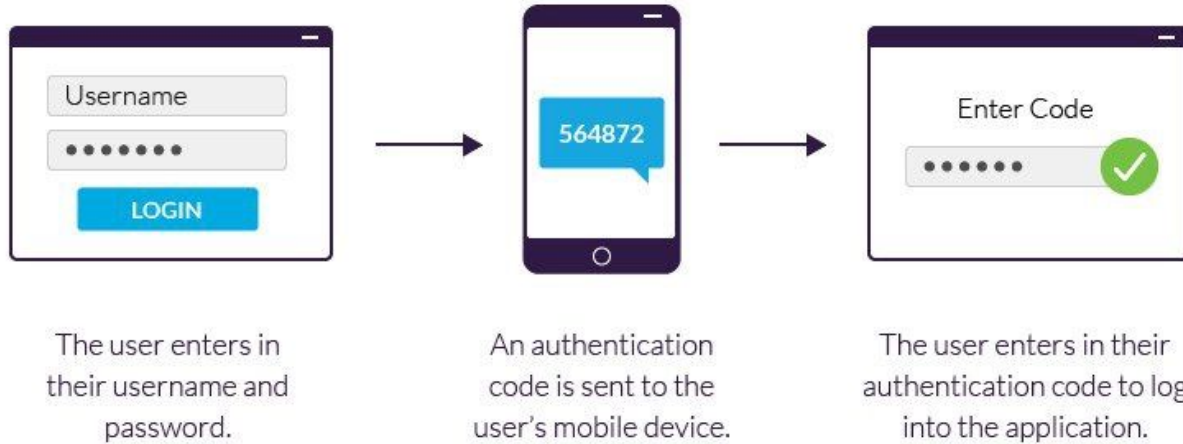 Username
LOGIN
564872
Enter Code
The user enters in
their username and
password.
An authentication
code is sent to the
user's mobile device.
The user enters in their
authentication code to log
into the application.